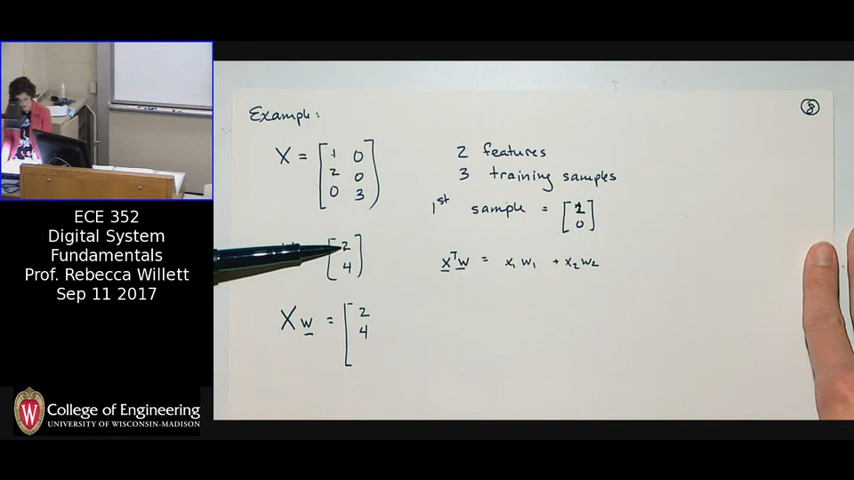 Example:
⑧
X = [1 0
2 0
0 3]
2 features
3 training samples
1st sample = [1
0]
[2
4]
x^T w = x₁ w₁ + x₂ w₂
X w = [2
4
ECE 352
Digital System
Fundamentals
Prof. Rebecca Willett
Sep 11 2017
W
College of Engineering
UNIVERSITY OF WISCONSIN-MADISON